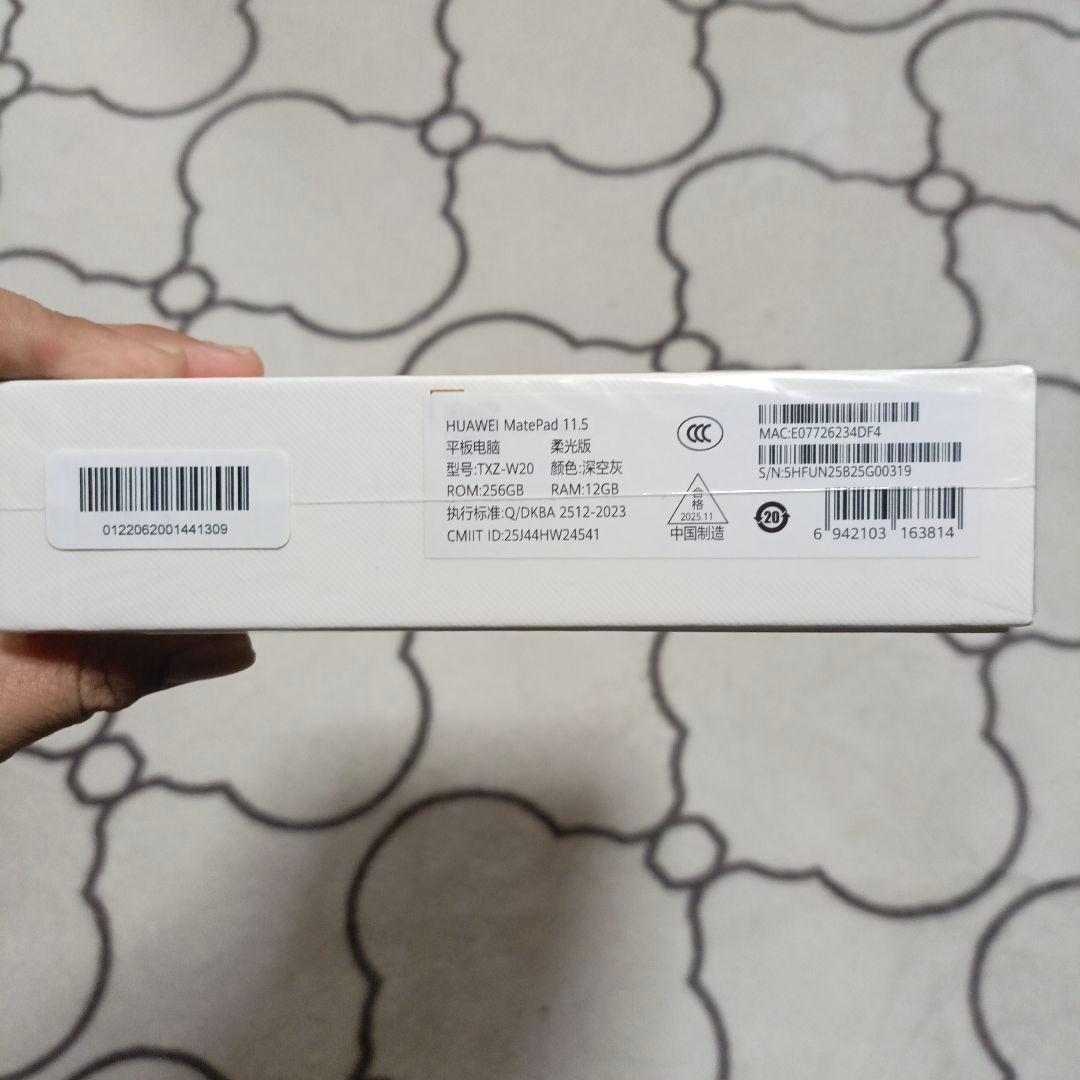 01220620014413​09
HUAWEI MatePad 11.5
平板电脑 柔光版
型号:TXZ-W20 颜色:深空灰
ROM:256GB RAM:12GB
执行标准:Q/DKBA 2512-2023
CMIIT ID:25J44HW24541
CCC
合格
2025.11
中国制造
MAC:E07726234DF4
S/N:5HFUN25B25G00319
20
6 942103 163814